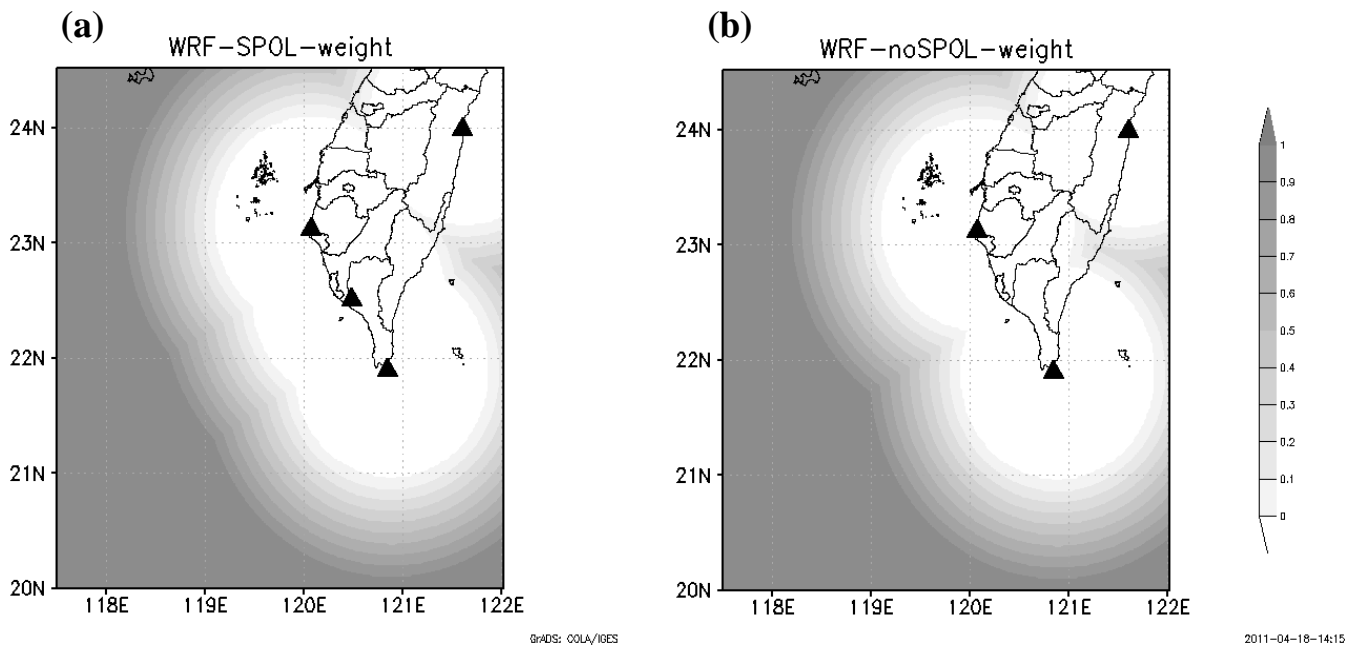 (a)
WRF-SPOL-weight
24N
23N
22N
21N
20N
118E 119E 120E 121E 122E
GrADS: COLA/IGES
(b)
WRF-noSPOL-weight
24N
23N
22N
21N
20N
118E 119E 120E 121E 122E
1
0.9
0.8
0.7
0.6
0.5
0.4
0.3
0.2
0.1
0
2011-04-18-14:15